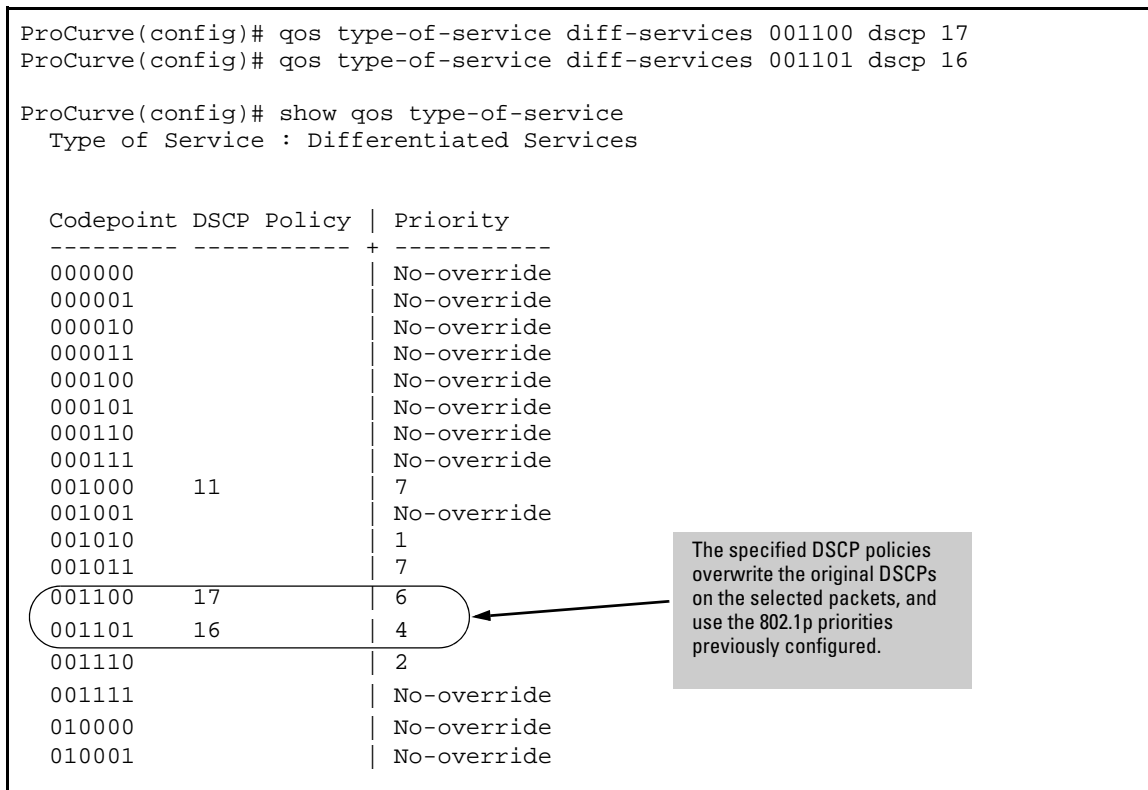 ProCurve(config)# qos type-of-service diff-services 001100 dscp 17
ProCurve(config)# qos type-of-service diff-services 001101 dscp 16
ProCurve(config)# show qos type-of-service
Type of Service : Differentiated Services
Codepoint DSCP Policy | Priority
--------- ----------- + -----------
000000 | No-override
000001 | No-override
000010 | No-override
000011 | No-override
000100 | No-override
000101 | No-override
000110 | No-override
000111 | No-override
001000 11 | 7
001001 | No-override
001010 | 1
001011 | 7
001100 17 | 6
001101 16 | 4
001110 | 2
001111 | No-override
010000 | No-override
010001 | No-override
The specified DSCP policies
overwrite the original DSCPs
on the selected packets, and
use the 802.1p priorities
previously configured.